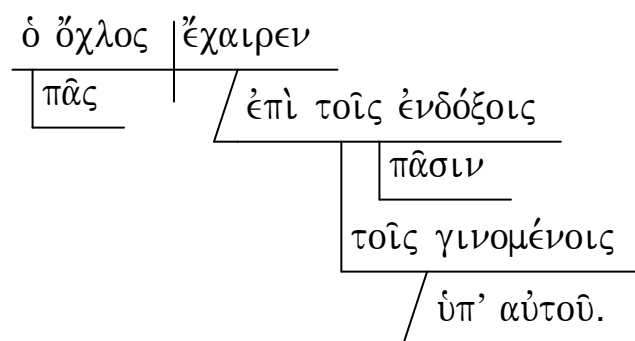 ὁ ὄχλος ἔχαιρεν
πᾶς
ἐπὶ τοῖς ἐνδόξοις
πᾶσιν
τοῖς γινομένοις
ὑπ’ αὐτοῦ.